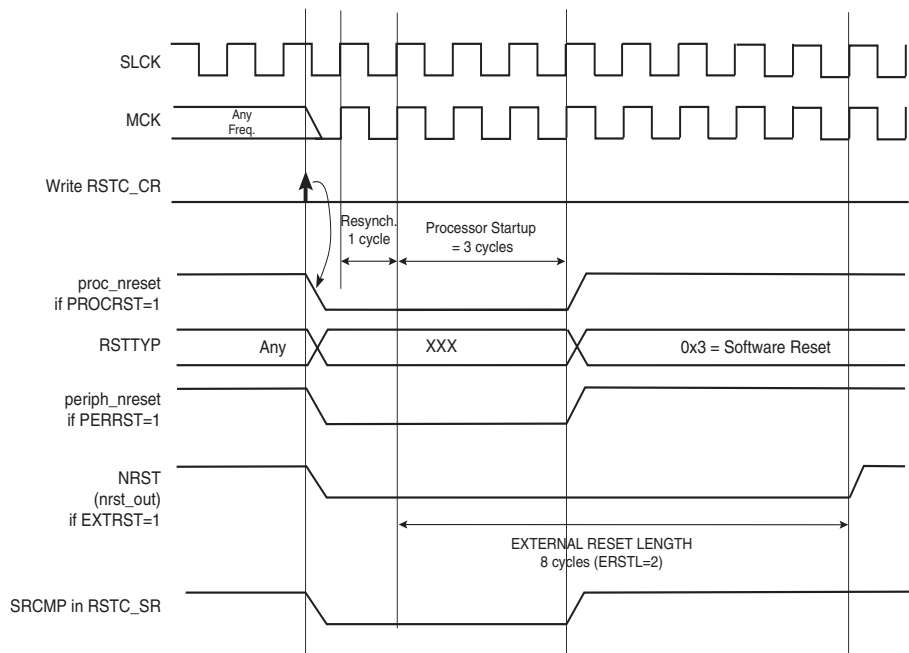 SLCK
MCK
Any
Freq.
Write RSTC_CR
Resynch.
1 cycle
Processor Startup
= 3 cycles
proc_nreset
if PROCRST=1
RSTTYP
Any
XXX
0x3 = Software Reset
periph_nreset
if PERRST=1
NRST
(nrst_out)
if EXTRST=1
EXTERNAL RESET LENGTH
8 cycles (ERSTL=2)
SRCMP in RSTC_SR